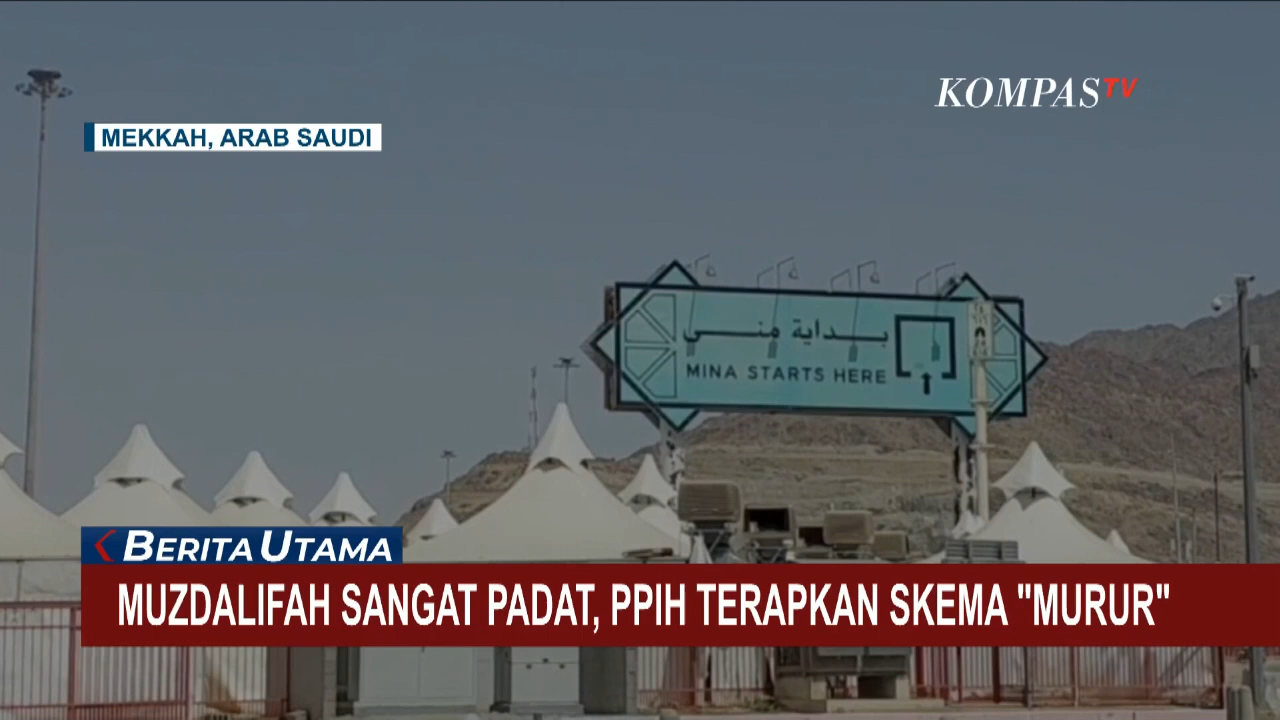 KOMPASTV
MEKKAH, ARAB SAUDI
بداية منى
MINA STARTS HERE
BERITA UTAMA
MUZDALIFAH SANGAT PADAT, PPIH TERAPKAN SKEMA "MURUR"